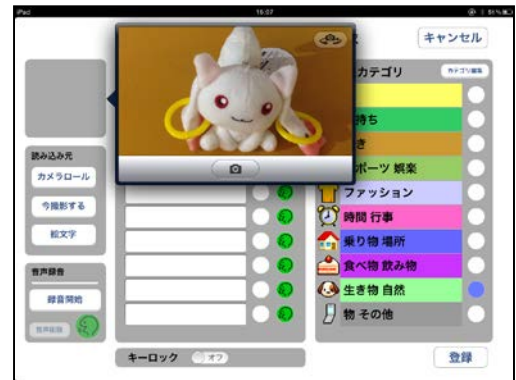 iPad
15:07
キャンセル
カテゴリ
カテゴリ編集
持ち
き
ポーツ 娯楽
ファッション
時間 行事
乗り物 場所
食べ物 飲み物
生き物 自然
物 その他
読み込み元
カメラロール
今撮影する
絵文字
音声録音
録音開始
キーロック
オフ
登録